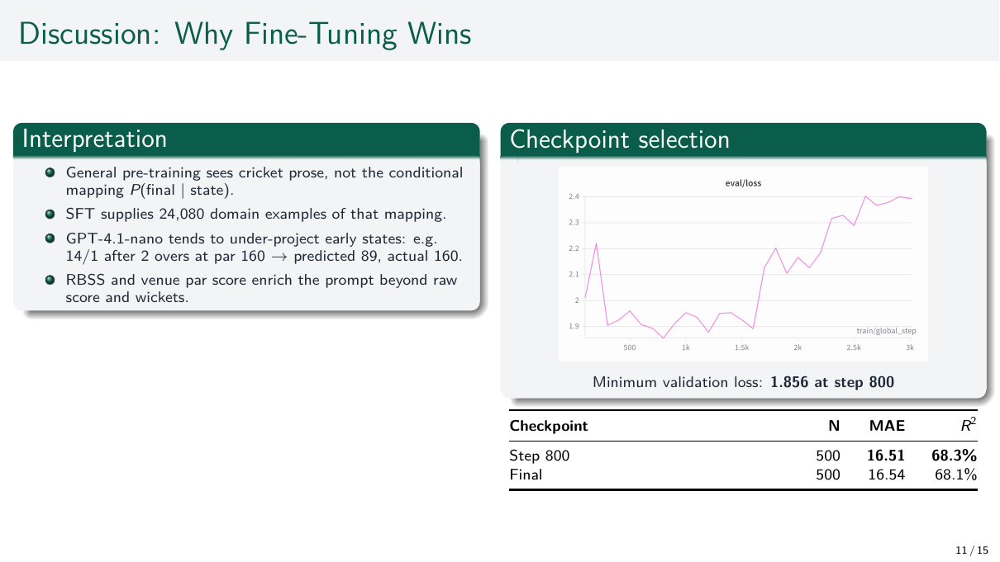 Discussion: Why Fine-Tuning Wins
Interpretation
General pre-training sees cricket prose, not the conditional
mapping P(final | state).
SFT supplies 24,080 domain examples of that mapping.
GPT-4.1-nano tends to under-project early states: e.g.
14/1 after 2 overs at par 160 → predicted 89, actual 160.
RBSS and venue par score enrich the prompt beyond raw
score and wickets.
Checkpoint selection
eval/loss
2.4
2.3
2.2
2.1
2
1.9
train/global_step
500 1k 1.5k 2k 2.5k 3k
Minimum validation loss: 1.856 at step 800
Checkpoint N MAE R²
Step 800 500 16.51 68.3%
Final 500 16.54 68.1%
11 / 15